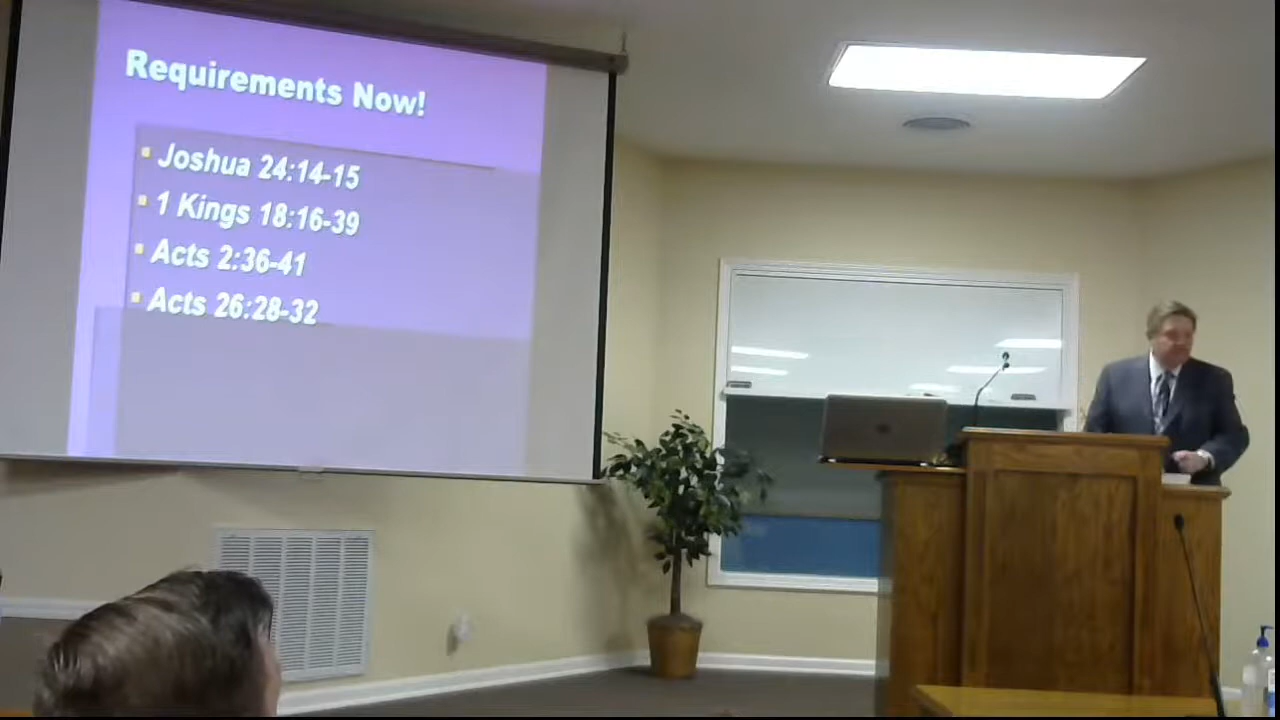 Requirements Now!
Joshua 24:14-15
1 Kings 18:16-39
Acts 2:36-41
Acts 26:28-32